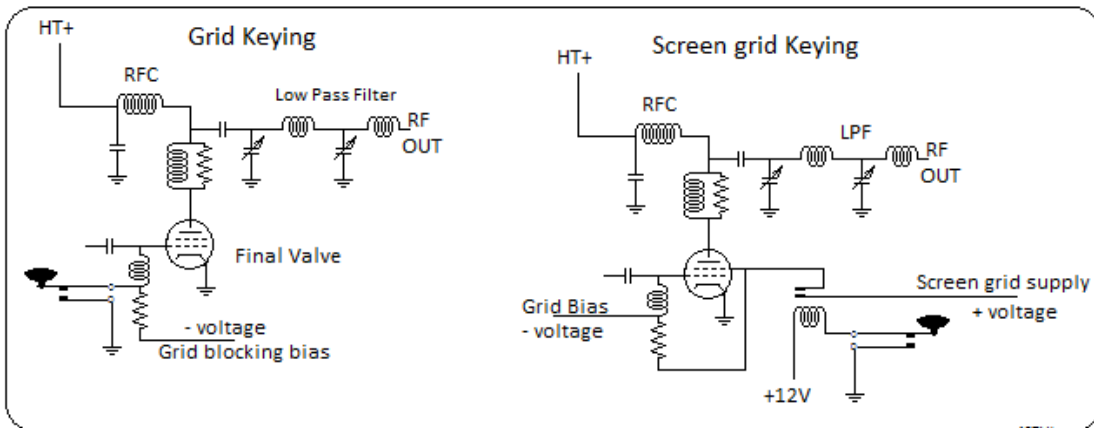 Grid Keying
HT+
RFC
Low Pass Filter
RF
OUT
Final Valve
- voltage
Grid blocking bias
Screen grid Keying
HT+
RFC
LPF
RF
OUT
Grid Bias
- voltage
Screen grid supply
+ voltage
+12V